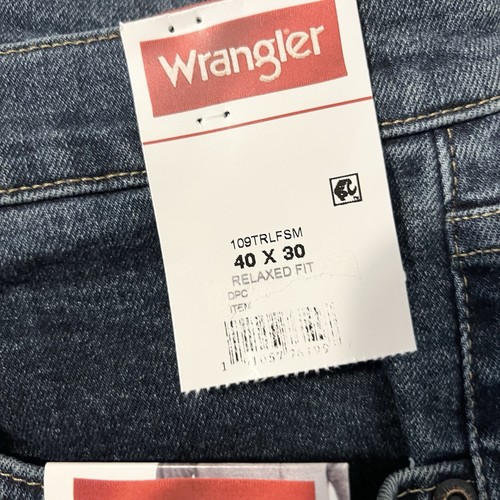 Wrangler
109TRLFSM
40 X 30
RELAXED FIT
DPC
ITEM